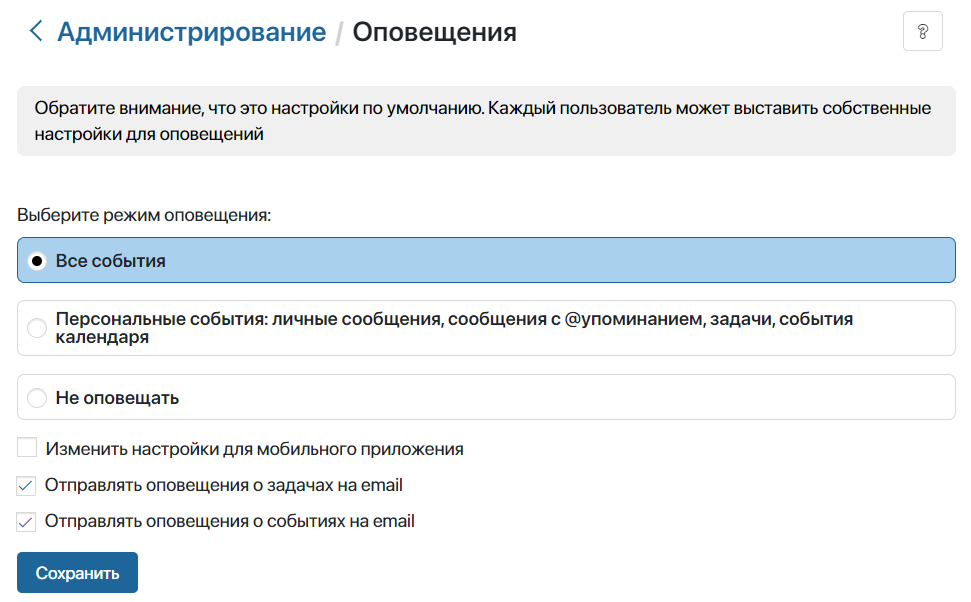 Администрирование / Оповещения
?
Обратите внимание, что это настройки по умолчанию. Каждый пользователь может выставить собственные
настройки для оповещений
Выберите режим оповещения:
Все события
Персональные события: личные сообщения, сообщения с @упоминанием, задачи, события
календаря
Не оповещать
Изменить настройки для мобильного приложения
Отправлять оповещения о задачах на email
Отправлять оповещения о событиях на email
Сохранить